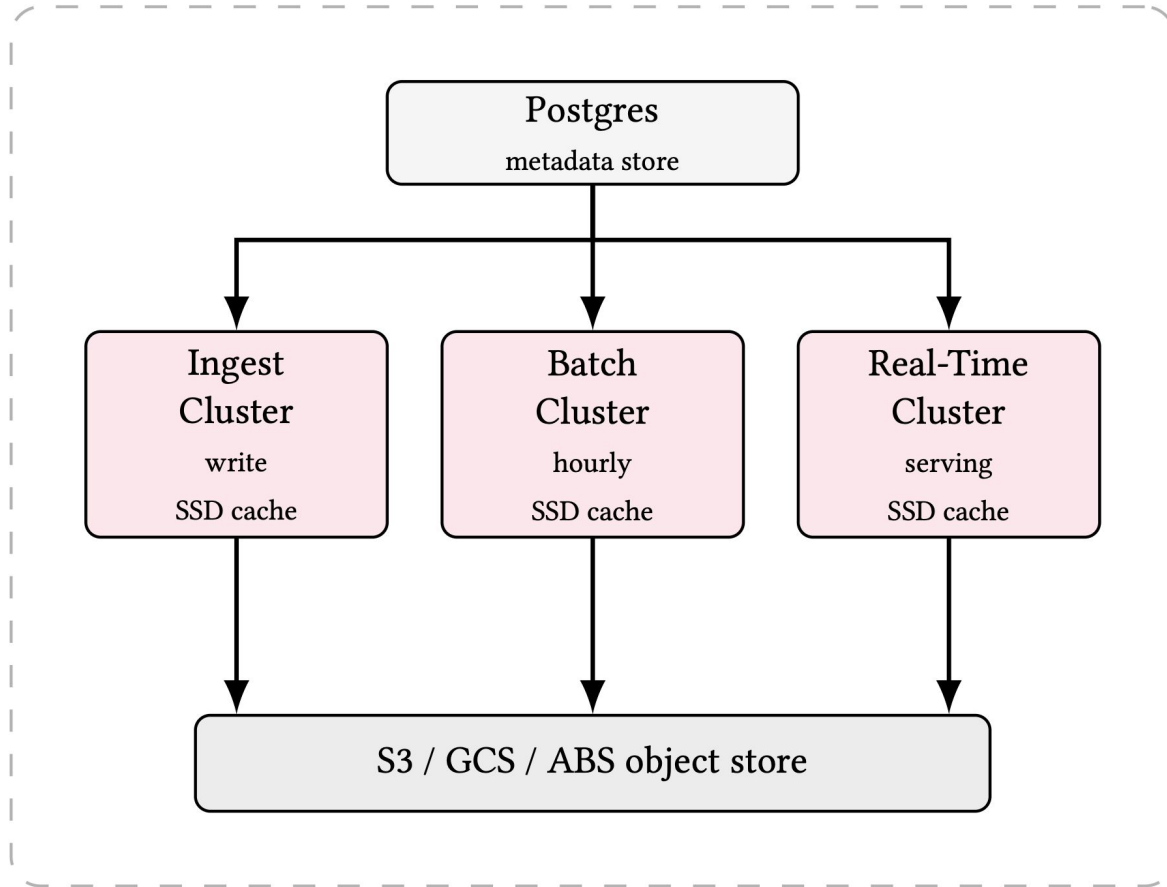 Postgres
metadata store
Ingest
Cluster
write
SSD cache
Batch
Cluster
hourly
SSD cache
Real-Time
Cluster
serving
SSD cache
S3 / GCS / ABS object store